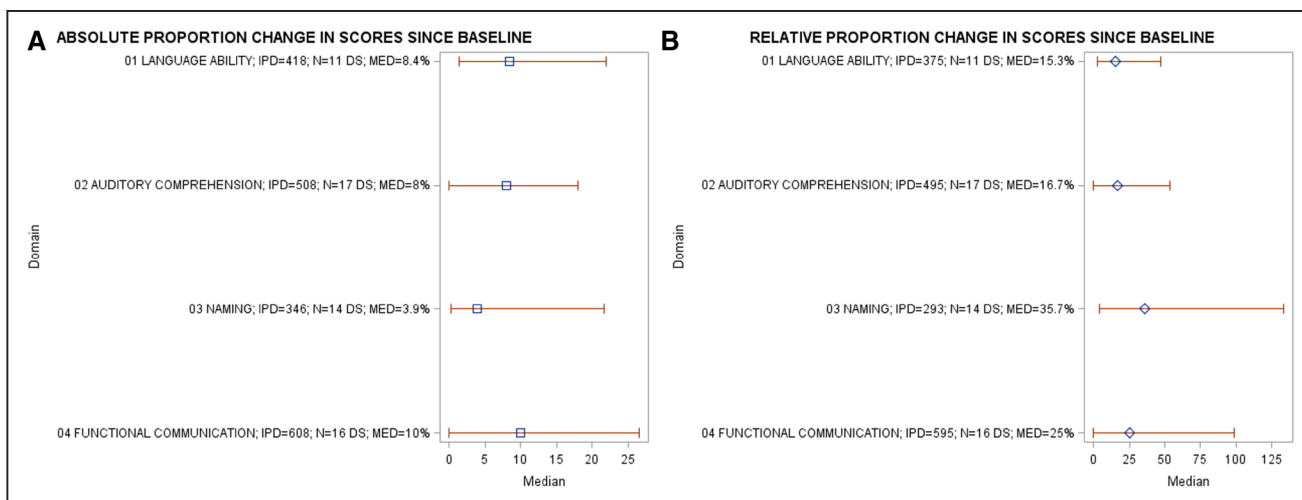 A ABSOLUTE PROPORTION CHANGE IN SCORES SINCE BASELINE
01 LANGUAGE ABILITY; IPD=418; N=11 DS; MED=8.4%
02 AUDITORY COMPREHENSION; IPD=508; N=17 DS; MED=8%
03 NAMING; IPD=346; N=14 DS; MED=3.9%
04 FUNCTIONAL COMMUNICATION; IPD=608; N=16 DS; MED=10%
Domain
0 5 10 15 20 25
Median
B RELATIVE PROPORTION CHANGE IN SCORES SINCE BASELINE
01 LANGUAGE ABILITY; IPD=375; N=11 DS; MED=15.3%
02 AUDITORY COMPREHENSION; IPD=495; N=17 DS; MED=16.7%
03 NAMING; IPD=293; N=14 DS; MED=35.7%
04 FUNCTIONAL COMMUNICATION; IPD=595; N=16 DS; MED=25%
Domain
0 25 50 75 100 125
Median